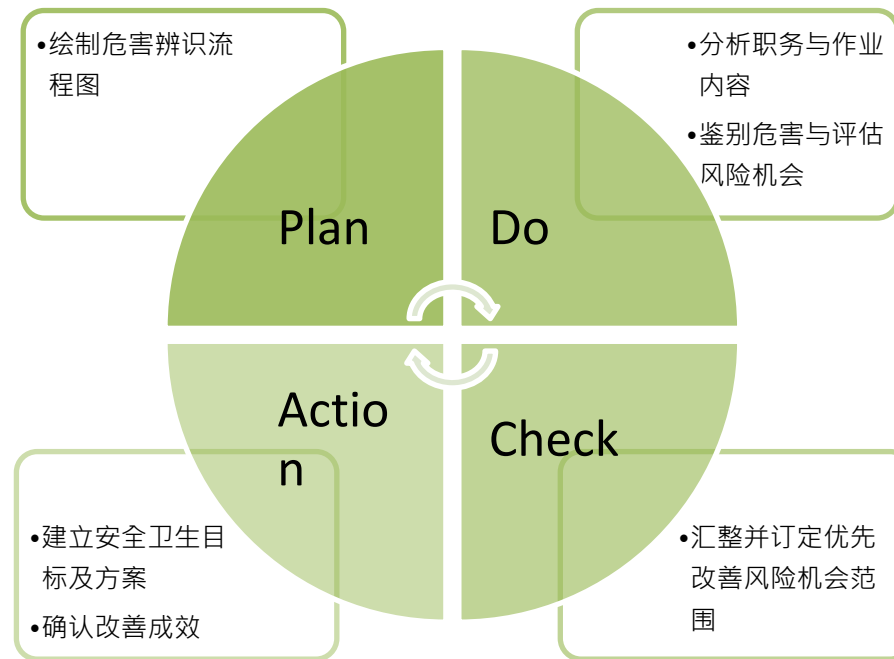 •绘制危害辨识流
程图
•分析职务与作业
内容
•鉴别危害与评估
风险机会
Plan
Do
Actio
n
Check
•建立安全卫生目
标及方案
•确认改善成效
•汇整并订定优先
改善风险机会范
围